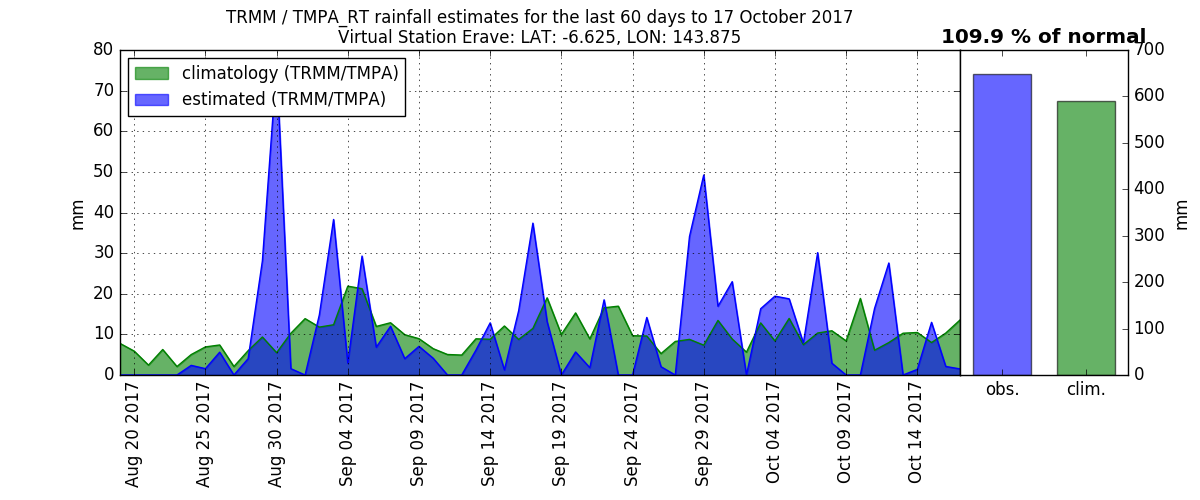 TRMM / TMPA_RT rainfall estimates for the last 60 days to 17 October 2017
Virtual Station Erave: LAT: -6.625, LON: 143.875
109.9 % of normal
climatology (TRMM/TMPA)
estimated (TRMM/TMPA)
80
70
60
50
40
30
20
10
0
mm
Aug 20 2017
Aug 25 2017
Aug 30 2017
Sep 04 2017
Sep 09 2017
Sep 14 2017
Sep 19 2017
Sep 24 2017
Sep 29 2017
Oct 04 2017
Oct 09 2017
Oct 14 2017
obs.
clim.
700
600
500
400
300
200
100
0
mm